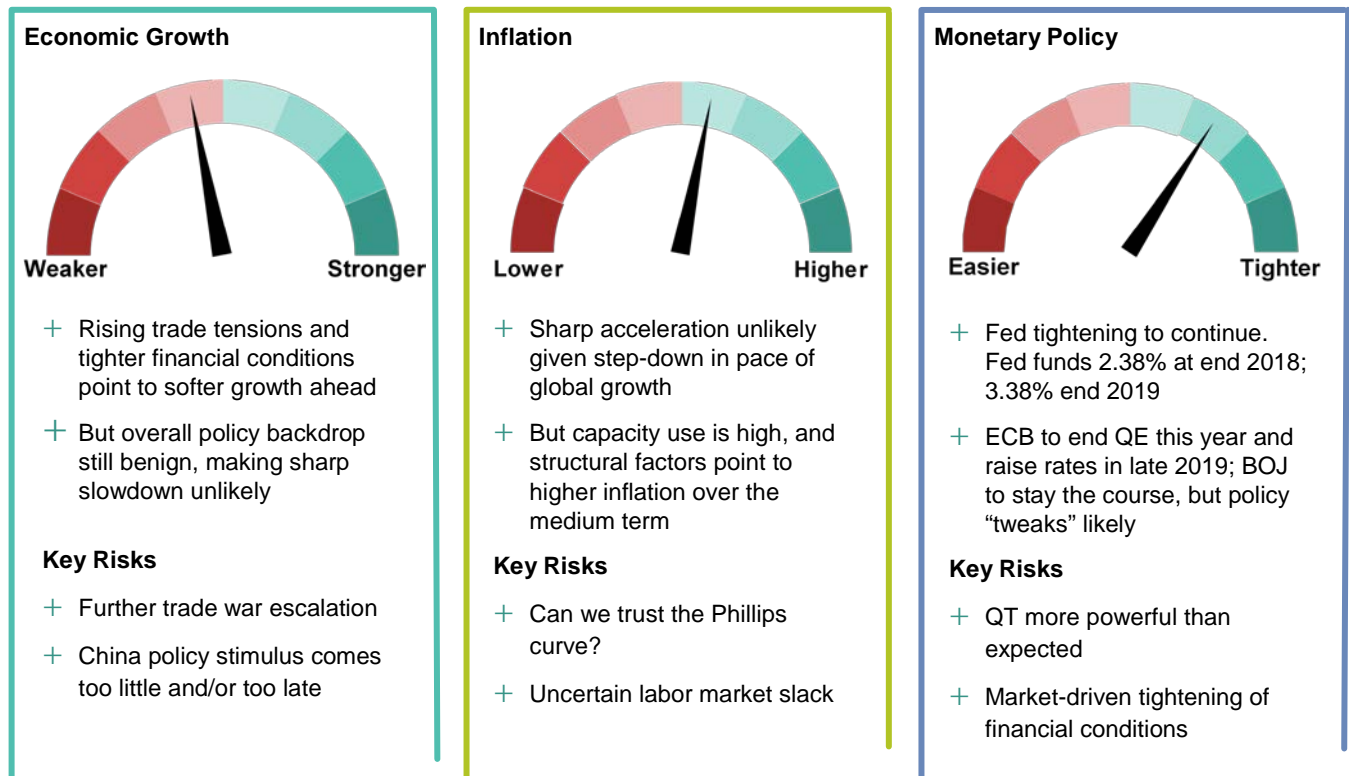 Economic Growth
Weaker
Stronger
+ Rising trade tensions and
tighter financial conditions
point to softer growth ahead
+ But overall policy backdrop
still benign, making sharp
slowdown unlikely
Key Risks
+ Further trade war escalation
+ China policy stimulus comes
too little and/or too late
Inflation
Lower
Higher
+ Sharp acceleration unlikely
given step-down in pace of
global growth
+ But capacity use is high, and
structural factors point to
higher inflation over the
medium term
Key Risks
+ Can we trust the Phillips
curve?
+ Uncertain labor market slack
Monetary Policy
Easier
Tighter
+ Fed tightening to continue.
Fed funds 2.38% at end 2018;
3.38% end 2019
+ ECB to end QE this year and
raise rates in late 2019; BOJ
to stay the course, but policy
“tweaks” likely
Key Risks
+ QT more powerful than
expected
+ Market-driven tightening of
financial conditions